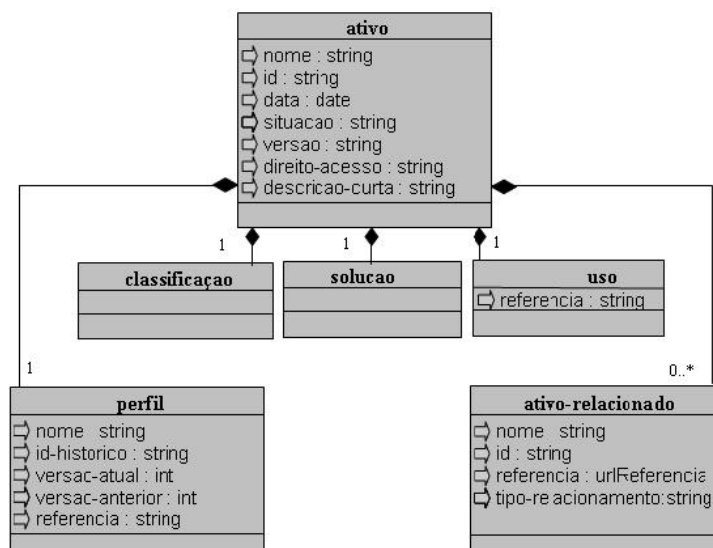 ativo
nome : string
id : string
data : date
situacao : string
versao : string
direito-acesso : string
descricao-curta : string
1 1 1
classificaçao
solucao
uso
referencia : string
1
0..*
perfil
nome string
id-historico : string
versac-atual : int
versac-anterior : int
referencia : string
ativo-relacionado
nome string
id : string
referencia : urlReferencia
tipo-relacionamento:string